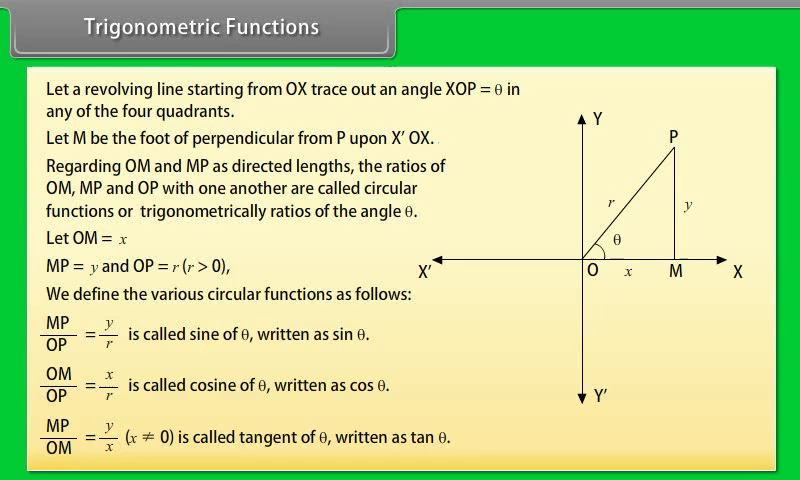 Trigonometric Functions
Let a revolving line starting from OX trace out an angle XOP = θ in
any of the four quadrants.
Let M be the foot of perpendicular from P upon X′ OX.
Regarding OM and MP as directed lengths, the ratios of
OM, MP and OP with one another are called circular
functions or trigonometrically ratios of the angle θ.
Let OM = x
MP = y and OP = r (r > 0),
We define the various circular functions as follows:
MP/OP = y/r is called sine of θ, written as sin θ.
OM/OP = x/r is called cosine of θ, written as cos θ.
MP/OM = y/x (x ≠ 0) is called tangent of θ, written as tan θ.
Y
P
r
y
θ
X′
O
x
M
X
Y′